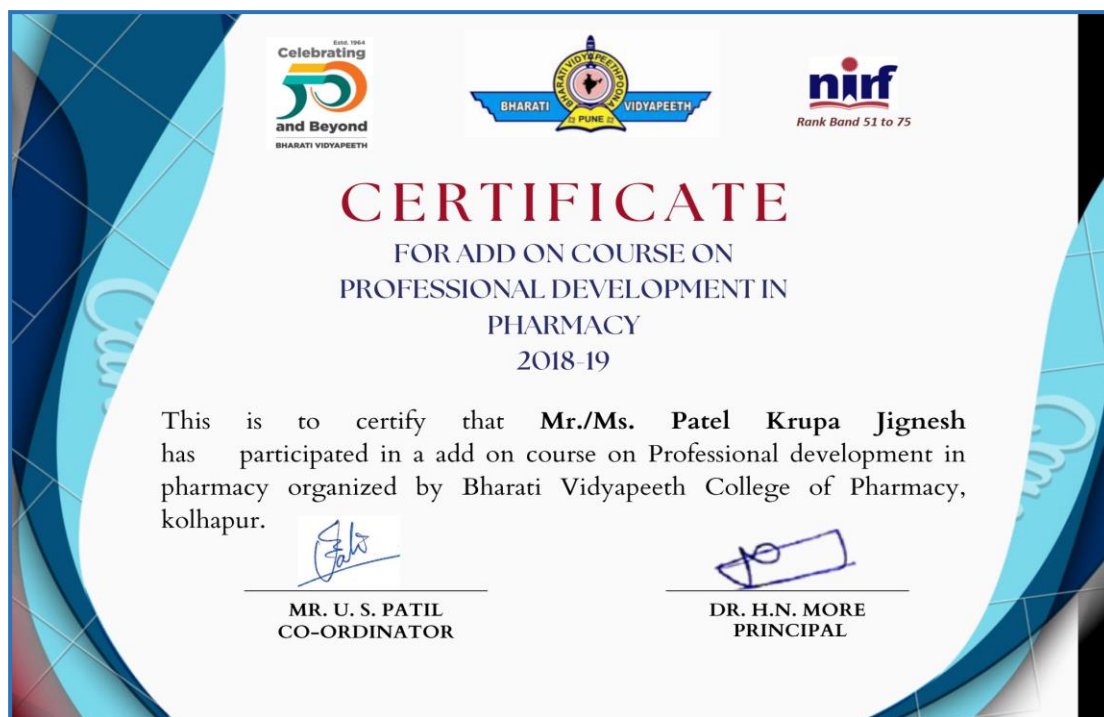 Estd. 1964
Celebrating
50
and Beyond
BHARATI VIDYAPEETH
BHARATI VIDYAPEETH POONA
BHARATI VIDYAPEETH
PUNE
nirf
Rank Band 51 to 75
CERTIFICATE
FOR ADD ON COURSE ON
PROFESSIONAL DEVELOPMENT IN
PHARMACY
2018-19
This is to certify that Mr./Ms. Patel Krupa Jignesh
has participated in a add on course on Professional development in
pharmacy organized by Bharati Vidyapeeth College of Pharmacy,
kolhapur.
MR. U. S. PATIL
CO-ORDINATOR
DR. H.N. MORE
PRINCIPAL